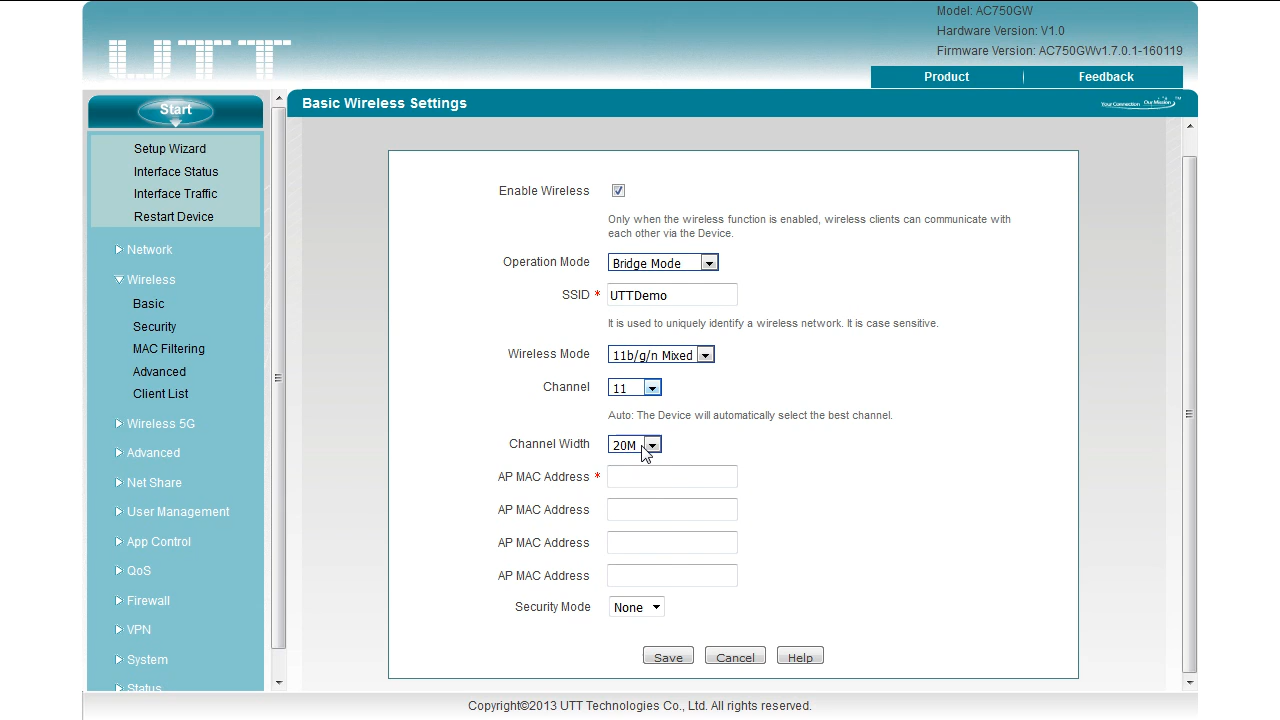 Model: AC750GW
Hardware Version: V1.0
Firmware Version: AC750GWv1.7.0.1-160119
UTT
Product
Feedback
Start
Basic Wireless Settings
Your Connection Our Mission TM
Setup Wizard
Interface Status
Interface Traffic
Restart Device
Network
Wireless
Basic
Security
MAC Filtering
Advanced
Client List
Wireless 5G
Advanced
Net Share
User Management
App Control
QoS
Firewall
VPN
System
Status
Enable Wireless
Only when the wireless function is enabled, wireless clients can communicate with
each other via the Device.
Operation Mode Bridge Mode
SSID * UTTDemo
It is used to uniquely identify a wireless network. It is case sensitive.
Wireless Mode 11b/g/n Mixed
Channel 11
Auto: The Device will automatically select the best channel.
Channel Width 20M
AP MAC Address *
AP MAC Address
AP MAC Address
AP MAC Address
Security Mode None
Save Cancel Help
Copyright©2013 UTT Technologies Co., Ltd. All rights reserved.